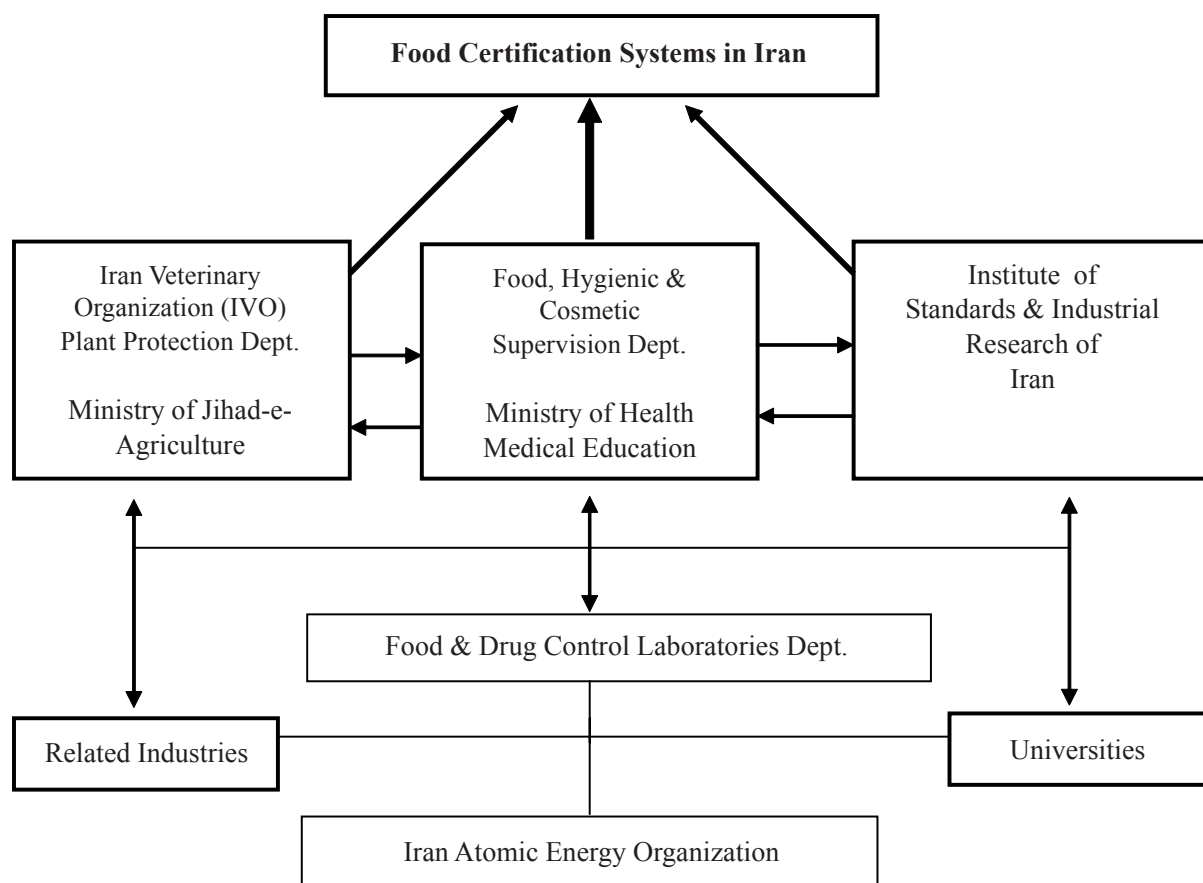 Food Certification Systems in Iran
Iran Veterinary
Organization (IVO)
Plant Protection Dept.
Ministry of Jihad-e-
Agriculture
Food, Hygienic &
Cosmetic
Supervision Dept.
Ministry of Health
Medical Education
Institute of
Standards & Industrial
Research of
Iran
Food & Drug Control Laboratories Dept.
Related Industries
Universities
Iran Atomic Energy Organization